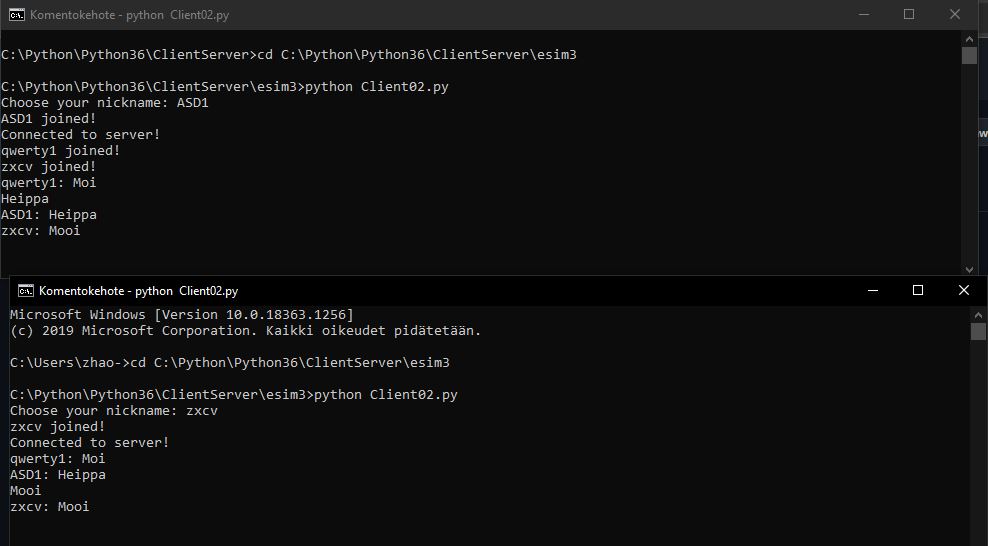 Komentokehote - python  Client02.py
C:\Python\Python36\ClientServer>cd C:\Python\Python36\ClientServer\esim3
C:\Python\Python36\ClientServer\esim3>python Client02.py
Choose your nickname: ASD1
ASD1 joined!
Connected to server!
qwerty1 joined!
zxcv joined!
qwerty1: Moi
Heippa
ASD1: Heippa
zxcv: Mooi
Komentokehote - python  Client02.py
Microsoft Windows [Version 10.0.18363.1256]
(c) 2019 Microsoft Corporation. Kaikki oikeudet pidätetään.
C:\Users\zhao->cd C:\Python\Python36\ClientServer\esim3
C:\Python\Python36\ClientServer\esim3>python Client02.py
Choose your nickname: zxcv
zxcv joined!
Connected to server!
qwerty1: Moi
ASD1: Heippa
Mooi
zxcv: Mooi